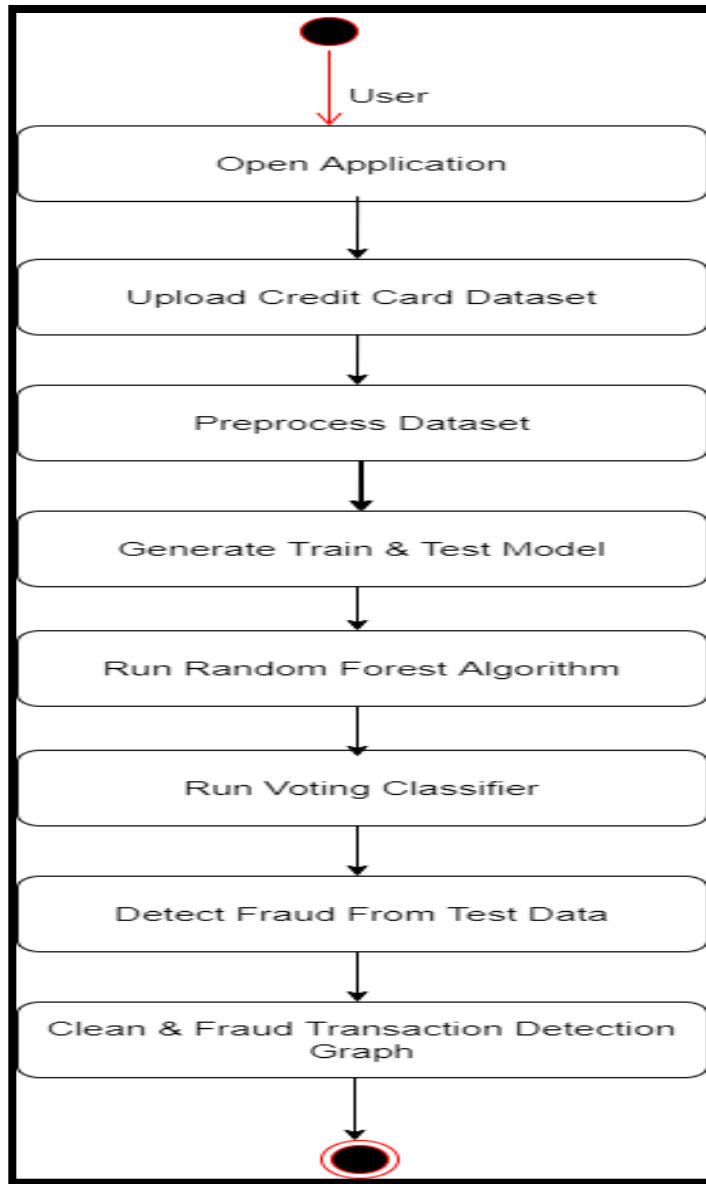 User
Open Application
Upload Credit Card Dataset
Preprocess Dataset
Generate Train & Test Model
Run Random Forest Algorithm
Run Voting Classifier
Detect Fraud From Test Data
Clean & Fraud Transaction Detection
Graph